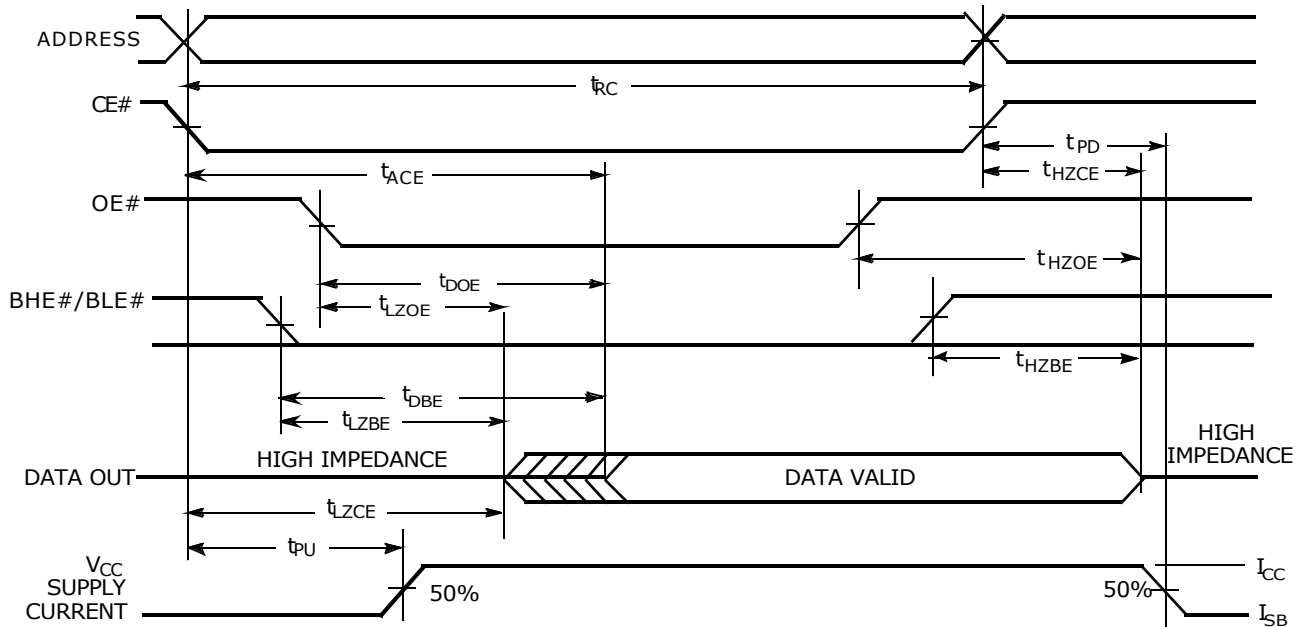 ADDRESS
tRC
CE#
tPD
tACE
tHZCE
OE#
tHZOE
tDOE
BHE#/BLE#
tLZOE
tHZBE
tDBE
tLZBE
HIGH IMPEDANCE
HIGH
IMPEDANCE
DATA OUT
DATA VALID
tLZCE
tPU
VCC
SUPPLY
CURRENT
50%
50%
ICC
ISB